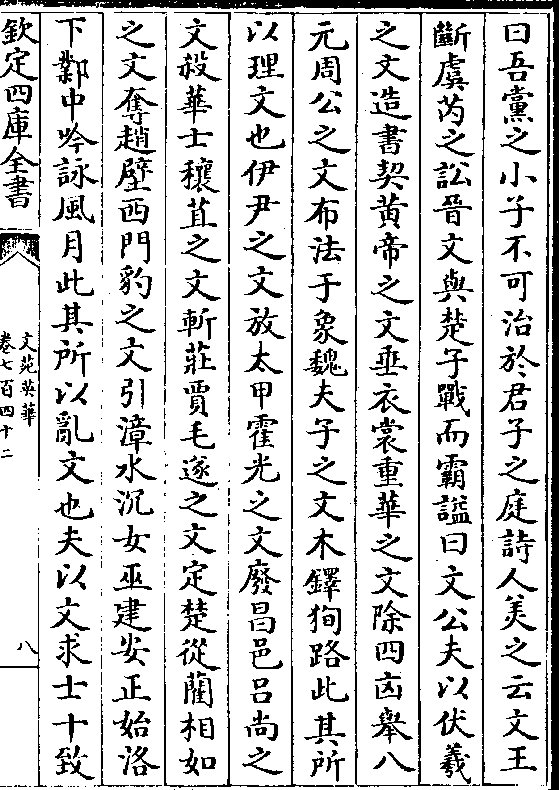 曰吾黨之小子不可治於君子之庭詩人美之云文王
斷虞芮之訟晉文與楚子戰而霸謚曰文公夫以伏羲
之文造書契黃帝之文垂衣裳重華之文除四凶舉八
元周公之文布法于象魏夫子之文木鐸狥路此其所
以理文也伊尹之文放太甲霍光之文廢昌邑吕尚之
文殺華士穰苴之文斬莊賈毛遂之文定楚從藺相如
之文奪趙璧西門豹之文引漳水沉女巫建安正始洛
下鄴中吟詠風月此其所以亂文也夫以文求士十致
欽定四庫全書
文苑英華
卷七百四十二
八